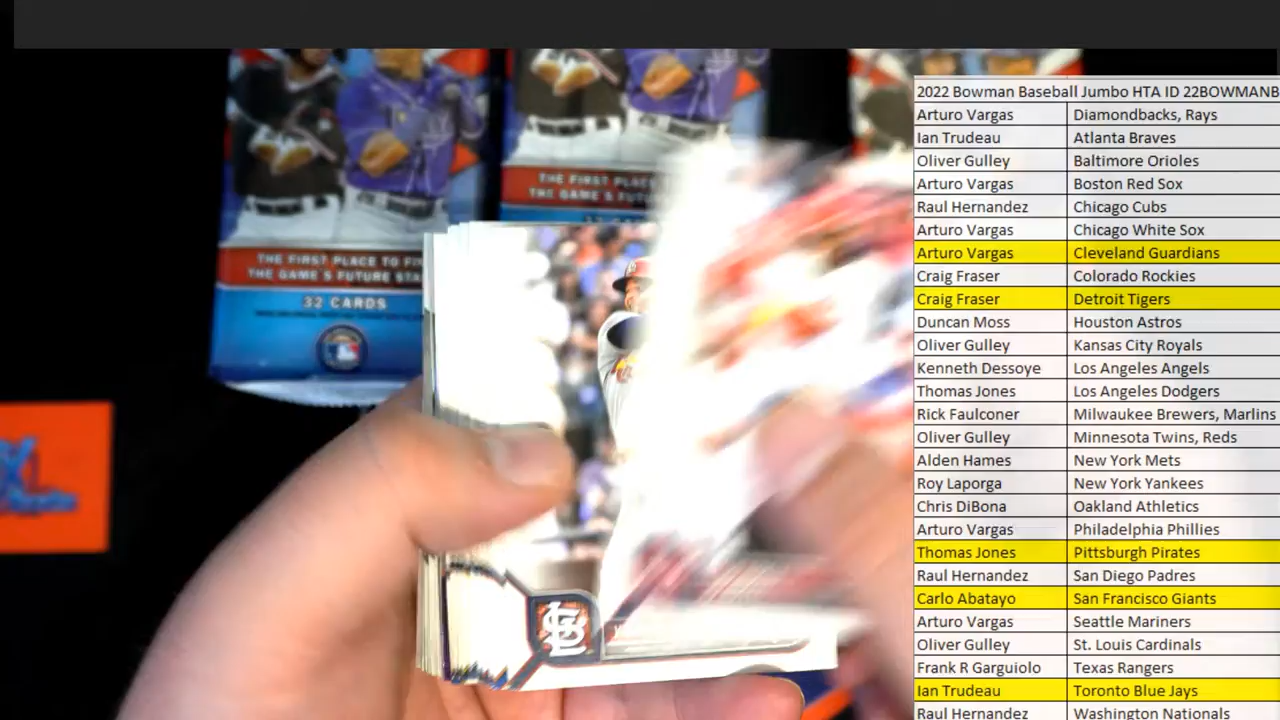 2022 Bowman Baseball Jumbo HTA ID 22BOWMANB
Arturo Vargas Diamondbacks, Rays
Ian Trudeau Atlanta Braves
Oliver Gulley Baltimore Orioles
Arturo Vargas Boston Red Sox
Raul Hernandez Chicago Cubs
Arturo Vargas Chicago White Sox
Arturo Vargas Cleveland Guardians
Craig Fraser Colorado Rockies
Craig Fraser Detroit Tigers
Duncan Moss Houston Astros
Oliver Gulley Kansas City Royals
Kenneth Dessoye Los Angeles Angels
Thomas Jones Los Angeles Dodgers
Rick Faulconer Milwaukee Brewers, Marlins
Oliver Gulley Minnesota Twins, Reds
Alden Hames New York Mets
Roy Laporga New York Yankees
Chris DiBona Oakland Athletics
Arturo Vargas Philadelphia Phillies
Thomas Jones Pittsburgh Pirates
Raul Hernandez San Diego Padres
Carlo Abatayo San Francisco Giants
Arturo Vargas Seattle Mariners
Oliver Gulley St. Louis Cardinals
Frank R Garguiolo Texas Rangers
Ian Trudeau Toronto Blue Jays
Raul Hernandez Washington Nationals
THE FIRST PLACE
THE GAME'S FUTURE
THE FIRST PLACE TO FI
THE GAME'S FUTURE STA
32 CARDS
STL